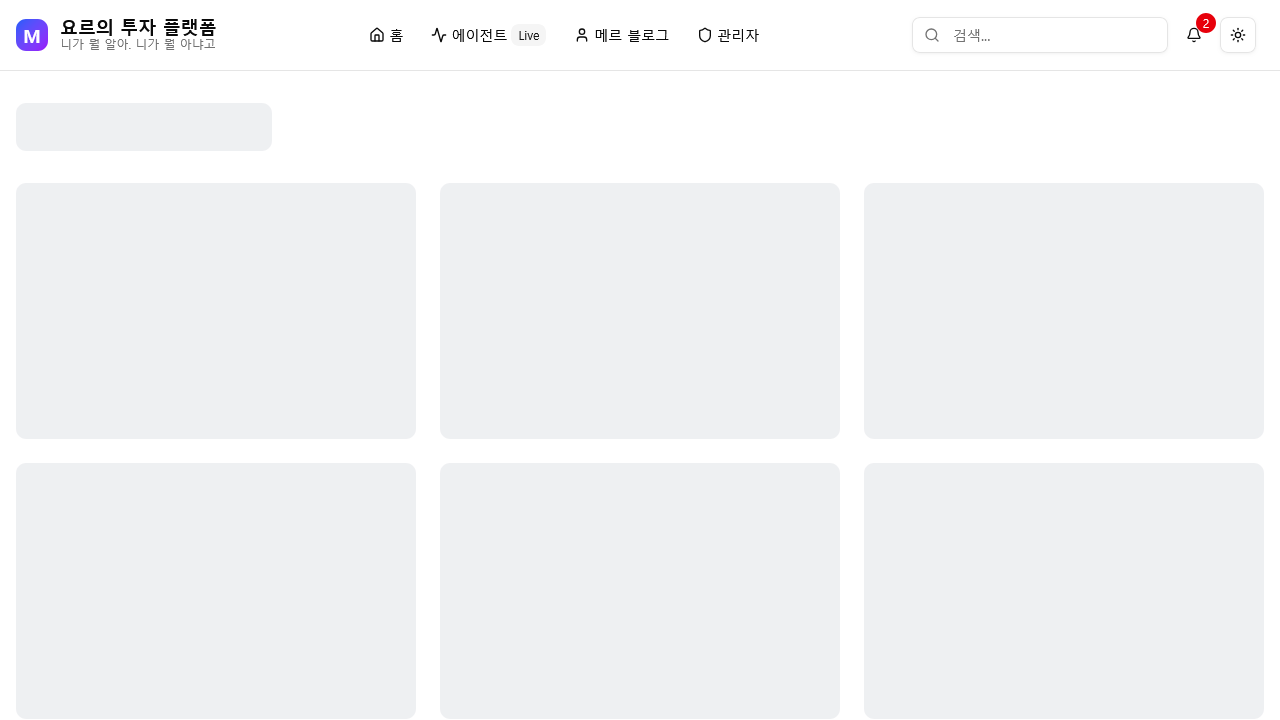 M
요르의 투자 플랫폼
니가 뭘 알아. 니가 뭘 아냐고
홈
에이전트 Live
메르 블로그
관리자
검색...
2